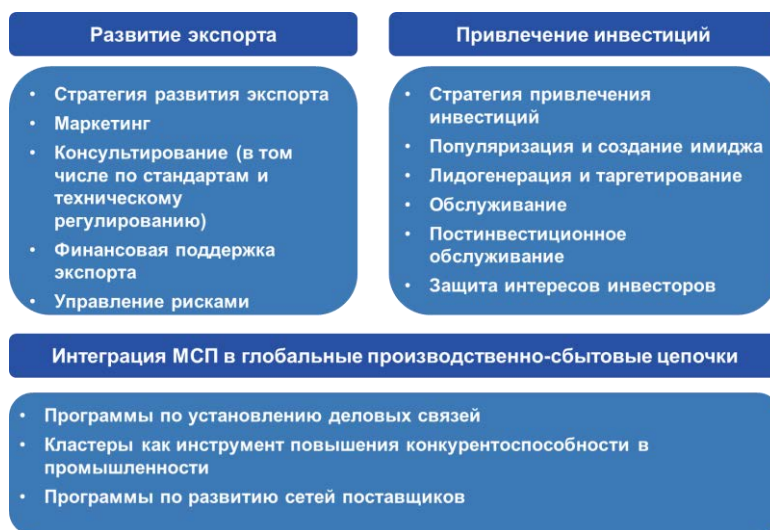 Развитие экспорта
• Стратегия развития экспорта
• Маркетинг
• Консультирование (в том
числе по стандартам и
техническому
регулированию)
• Финансовая поддержка
экспорта
• Управление рисками
Привлечение инвестиций
• Стратегия привлечения
инвестиций
• Популяризация и создание имиджа
• Лидогенерация и таргетирование
• Обслуживание
• Постинвестиционное
обслуживание
• Защита интересов инвесторов
Интеграция МСП в глобальные производственно-сбытовые цепочки
• Программы по установлению деловых связей
• Кластеры как инструмент повышения конкурентоспособности в
промышленности
• Программы по развитию сетей поставщиков